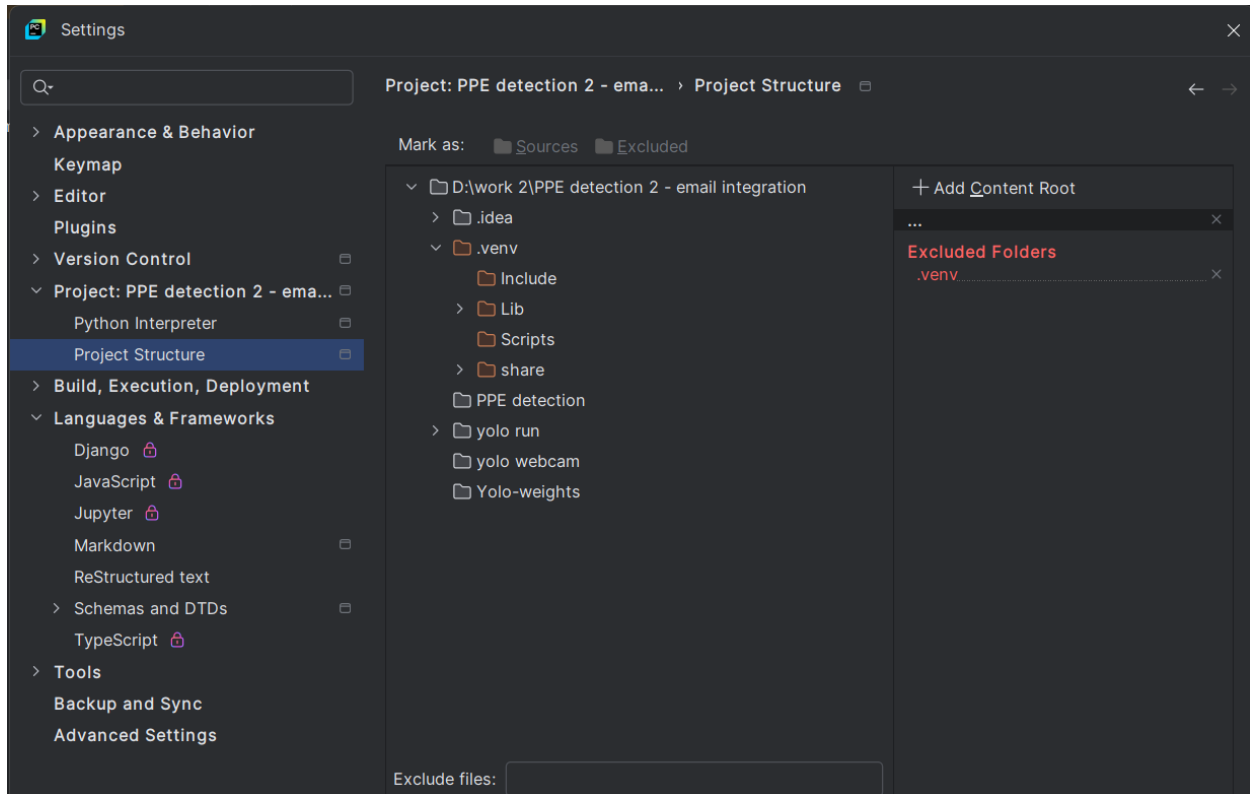 PC
Settings
Project: PPE detection 2 - ema... › Project Structure
Appearance & Behavior
Keymap
Editor
Plugins
Version Control
Project: PPE detection 2 - ema...
Python Interpreter
Project Structure
Build, Execution, Deployment
Languages & Frameworks
Django
JavaScript
Jupyter
Markdown
ReStructured text
Schemas and DTDs
TypeScript
Tools
Backup and Sync
Advanced Settings
Mark as: Sources Excluded
D:\work 2\PPE detection 2 - email integration
.idea
.venv
Include
Lib
Scripts
share
PPE detection
yolo run
yolo webcam
Yolo-weights
Exclude files:
Add Content Root
...
Excluded Folders
.venv